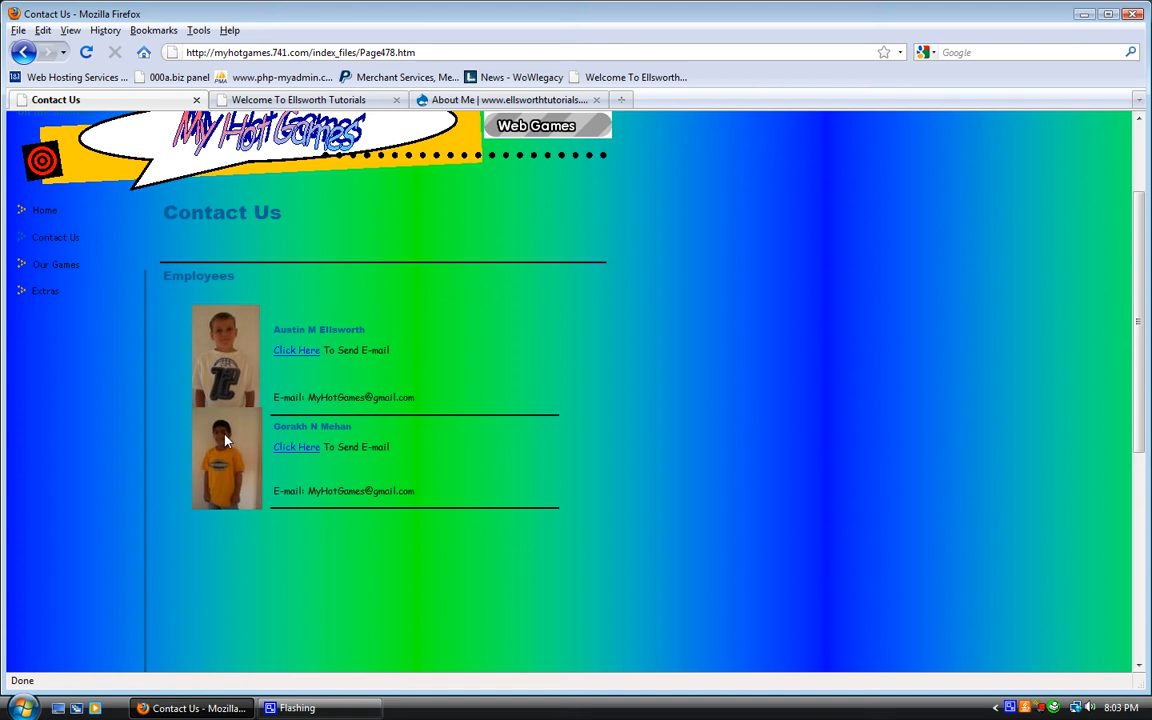 Contact Us - Mozilla Firefox
File Edit View History Bookmarks Tools Help
http://myhotgames.741.com/index_files/Page478.htm
Google
Web Hosting Services ... 000a.biz panel www.php-myadmin.c... Merchant Services, Me... News - WoWlegacy Welcome To Ellsworth...
Contact Us Welcome To Ellsworth Tutorials About Me | www.ellsworthtutorials....
My Hot Games
Web Games
Home
Contact Us
Our Games
Extras
Contact Us
Employees
Austin M Ellsworth
Click Here To Send E-mail
E-mail: MyHotGames@gmail.com
Gorakh N Mehan
Click Here To Send E-mail
E-mail: MyHotGames@gmail.com
Done
Contact Us - Mozilla... Flashing
8:03 PM